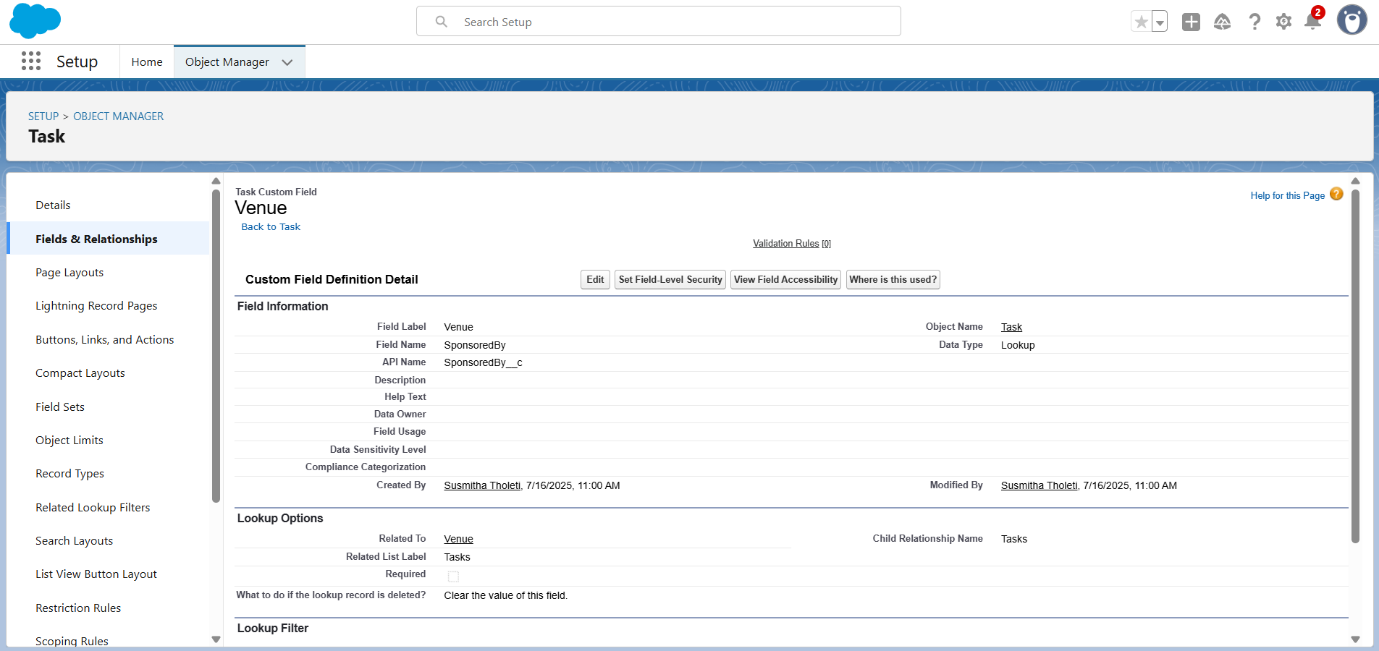 Search Setup
2
Setup
Home
Object Manager
SETUP > OBJECT MANAGER
Task
Details
Fields & Relationships
Page Layouts
Lightning Record Pages
Buttons, Links, and Actions
Compact Layouts
Field Sets
Object Limits
Record Types
Related Lookup Filters
Search Layouts
List View Button Layout
Restriction Rules
Scoping Rules
Task Custom Field
Venue
Back to Task
Help for this Page ?
Validation Rules [0]
Custom Field Definition Detail
Edit
Set Field-Level Security
View Field Accessibility
Where is this used?
Field Information
Field Label Venue Object Name Task
Field Name SponsoredBy Data Type Lookup
API Name SponsoredBy__c
Description
Help Text
Data Owner
Field Usage
Data Sensitivity Level
Compliance Categorization
Created By Susmitha Tholeti, 7/16/2025, 11:00 AM Modified By Susmitha Tholeti, 7/16/2025, 11:00 AM
Lookup Options
Related To Venue Child Relationship Name Tasks
Related List Label Tasks
Required
What to do if the lookup record is deleted? Clear the value of this field.
Lookup Filter